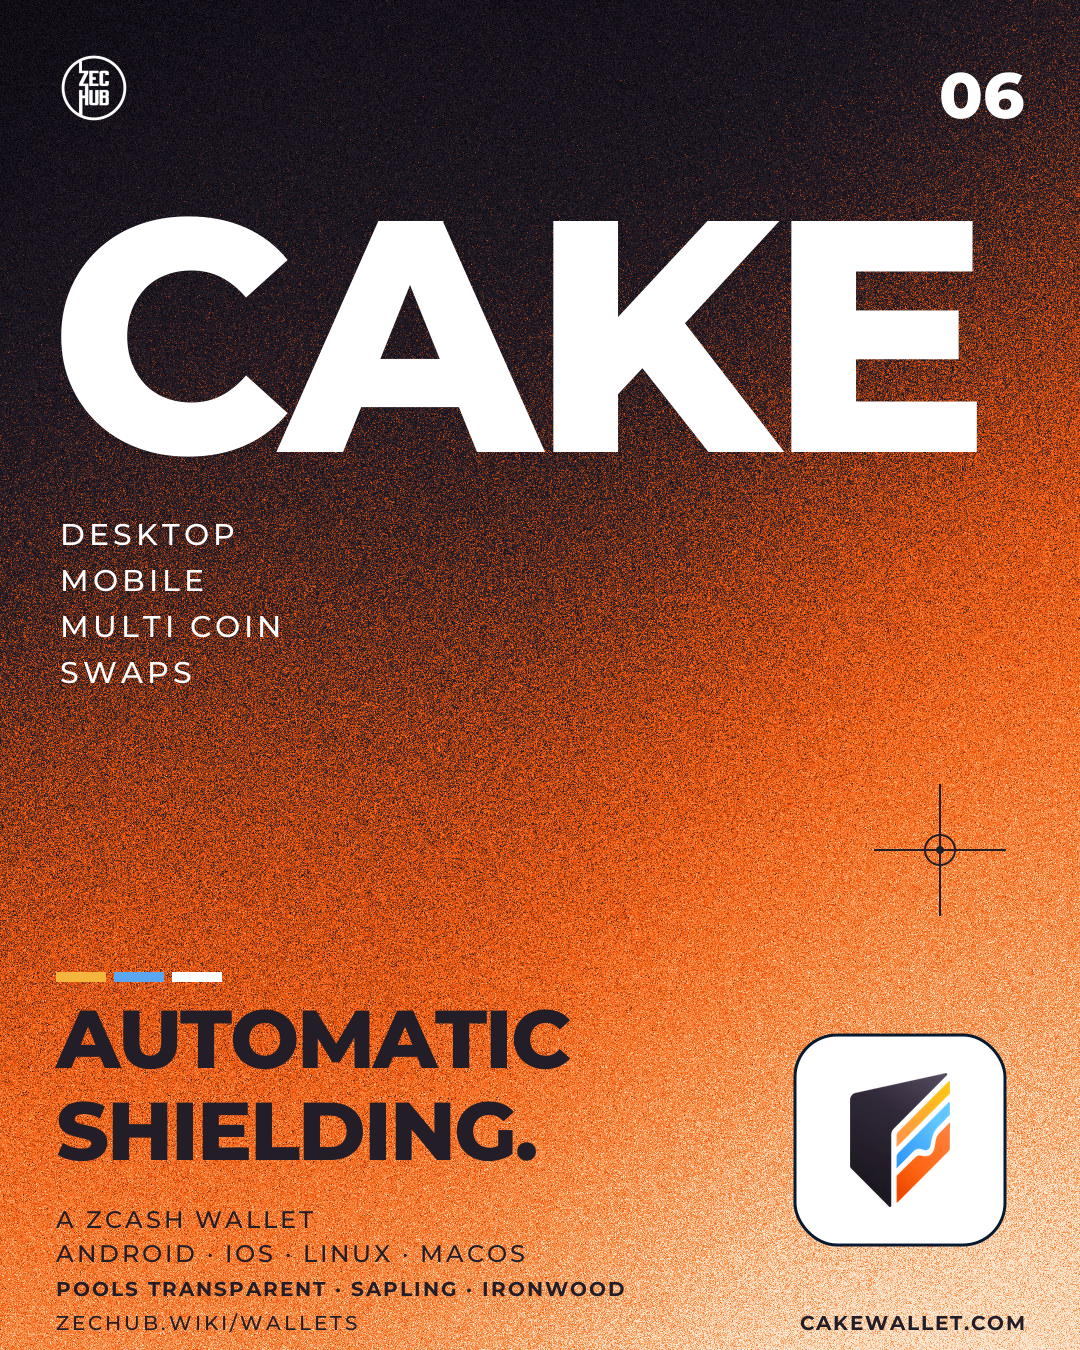 ZEC
HUB
06
CAKE
DESKTOP
MOBILE
MULTI COIN
SWAPS
AUTOMATIC
SHIELDING.
A ZCASH WALLET
ANDROID · IOS · LINUX · MACOS
POOLS TRANSPARENT · SAPLING · IRONWOOD
ZECHUB.WIKI/WALLETS
CAKEWALLET.COM